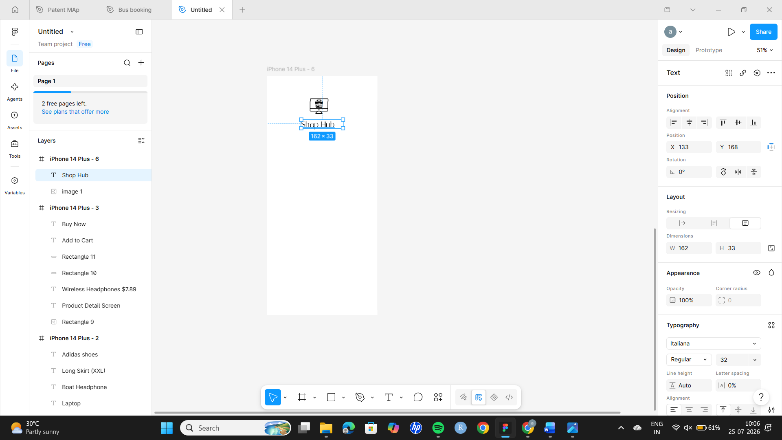 Patent MAp
Bus booking
Untitled
Untitled
Team project
Free
a
Share
Design
Prototype
51%
File
Agents
Assets
Tools
Variables
Pages
Page 1
2 free pages left.
See plans that offer more
Layers
iPhone 14 Plus - 6
Shop Hub
Image 1
iPhone 14 Plus - 3
Buy Now
Add to Cart
Rectangle 11
Rectangle 10
Wireless Headphones $7.89
Product Detail Screen
Rectangle 9
iPhone 14 Plus - 2
Adidas shoes
Long Skirt (XXL)
Boat Headphone
Laptop
iPhone 14 Plus - 6
Shop Hub
162 × 33
Text
Position
Alignment
Position
X 133
Y 168
Rotation
0°
Layout
Resizing
Dimensions
W 162
H 33
Appearance
Opacity
Corner radius
100%
0
Typography
Italiana
Regular
32
Line height
Letter spacing
Auto
0%
Alignment
?
30°C
Partly sunny
Search
ENG
IN
61%
10:06
25-07-2026